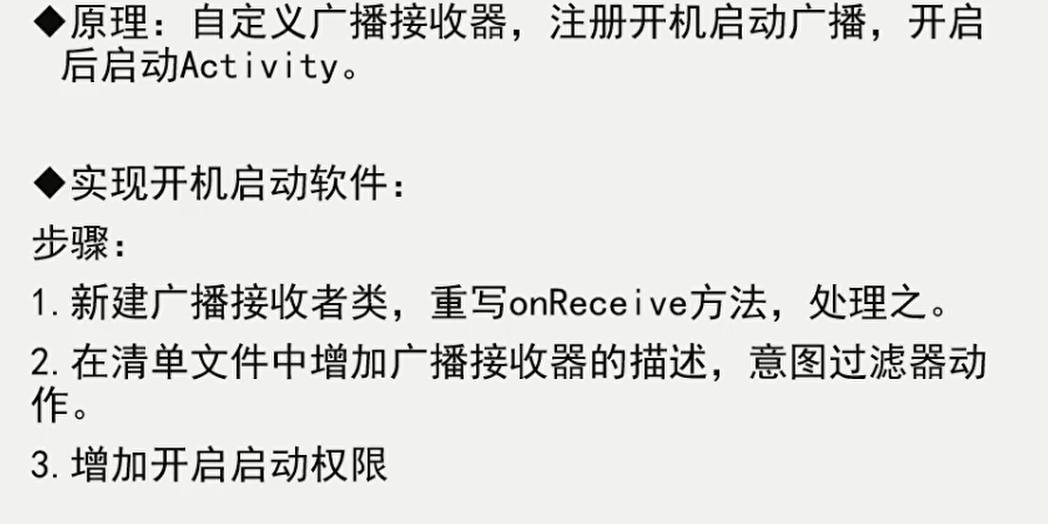 ◆原理：自定义广播接收器，注册开机启动广播，开启
后启动Activity。
◆实现开机启动软件：
步骤：
1.新建广播接收者类，重写onReceive方法，处理之。
2.在清单文件中增加广播接收器的描述，意图过滤器动
作。
3.增加开启启动权限